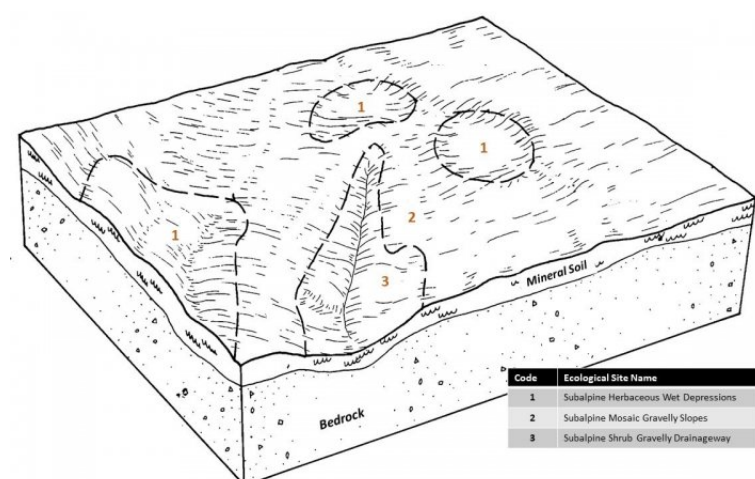 1
1
1
2
3
Mineral Soil
Bedrock
Code Ecological Site Name
1 Subalpine Herbaceous Wet Depressions
2 Subalpine Mosaic Gravelly Slopes
3 Subalpine Shrub Gravelly Drainageway